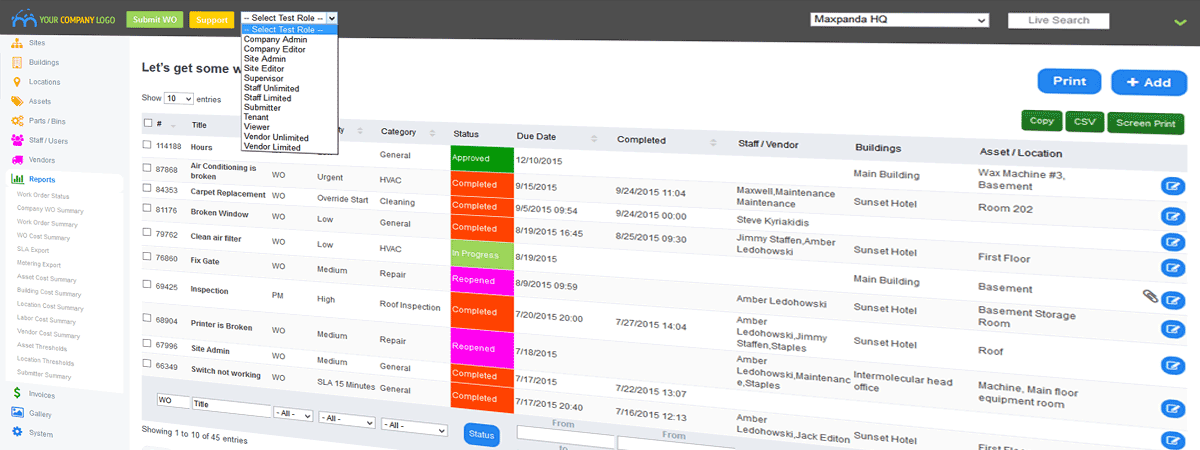 YOUR COMPANY LOGO
Submit WO
Support
-- Select Test Role --
Maxpanda HQ
Live Search
-- Select Test Role --
Company Admin
Company Editor
Site Admin
Site Editor
Supervisor
Staff Unlimited
Staff Limited
Submitter
Tenant
Viewer
Vendor Unlimited
Vendor Limited
Sites
Buildings
Locations
Assets
Parts / Bins
Staff / Users
Vendors
Reports
Work Order Status
Company WO Summary
Work Order Summary
WO Cost Summary
SLA Export
Metering Export
Asset Cost Summary
Building Cost Summary
Location Cost Summary
Labor Cost Summary
Vendor Cost Summary
Asset Thresholds
Location Thresholds
Submitter Summary
Invoices
Gallery
System
Let's get some w
Print
+ Add
Show 10 entries
Copy CSV Screen Print
# Title ty Category Status Due Date Completed Staff / Vendor Buildings Asset / Location
114188 Hours General Approved 12/10/2015 Main Building Wax Machine #3,
Basement
87868 Air Conditioning is WO Urgent HVAC Completed 9/15/2015 9/24/2015 11:04 Maxwell,Maintenance Sunset Hotel Room 202
broken Maintenance
84353 Carpet Replacement WO Override Start Cleaning Completed 9/5/2015 09:54 9/24/2015 00:00 Steve Kyriakidis
81176 Broken Window WO Low General Completed 8/19/2015 16:45 8/25/2015 09:30 Jimmy Staffen,Amber Sunset Hotel First Floor
Ledohowski
79762 Clean air filter WO Low HVAC In Progress 8/19/2015 Main Building Basement
76860 Fix Gate WO Medium Repair Reopened 8/9/2015 09:59 Amber Ledohowski Sunset Hotel Basement Storage
Room
69425 Inspection PM High Roof Inspection Completed 7/20/2015 20:00 7/27/2015 14:04 Amber Sunset Hotel Roof
Ledohowski,Jimmy
Staffen,Staples
68904 Printer is Broken WO Medium Repair Reopened 7/18/2015 Amber Intermolecular head Machine, Main floor
Ledohowski,Maintenanc office equipment room
e,Staples
67996 Site Admin WO Medium General Completed 7/17/2015 7/22/2015 13:07
66349 Switch not working WO SLA 15 Minutes General Completed 7/17/2015 20:40 7/16/2015 12:13 Amber Sunset Hotel
Ledohowski,Jack Editon
WO Title - All - - All - - All - Status From From
to
Showing 1 to 10 of 45 entries